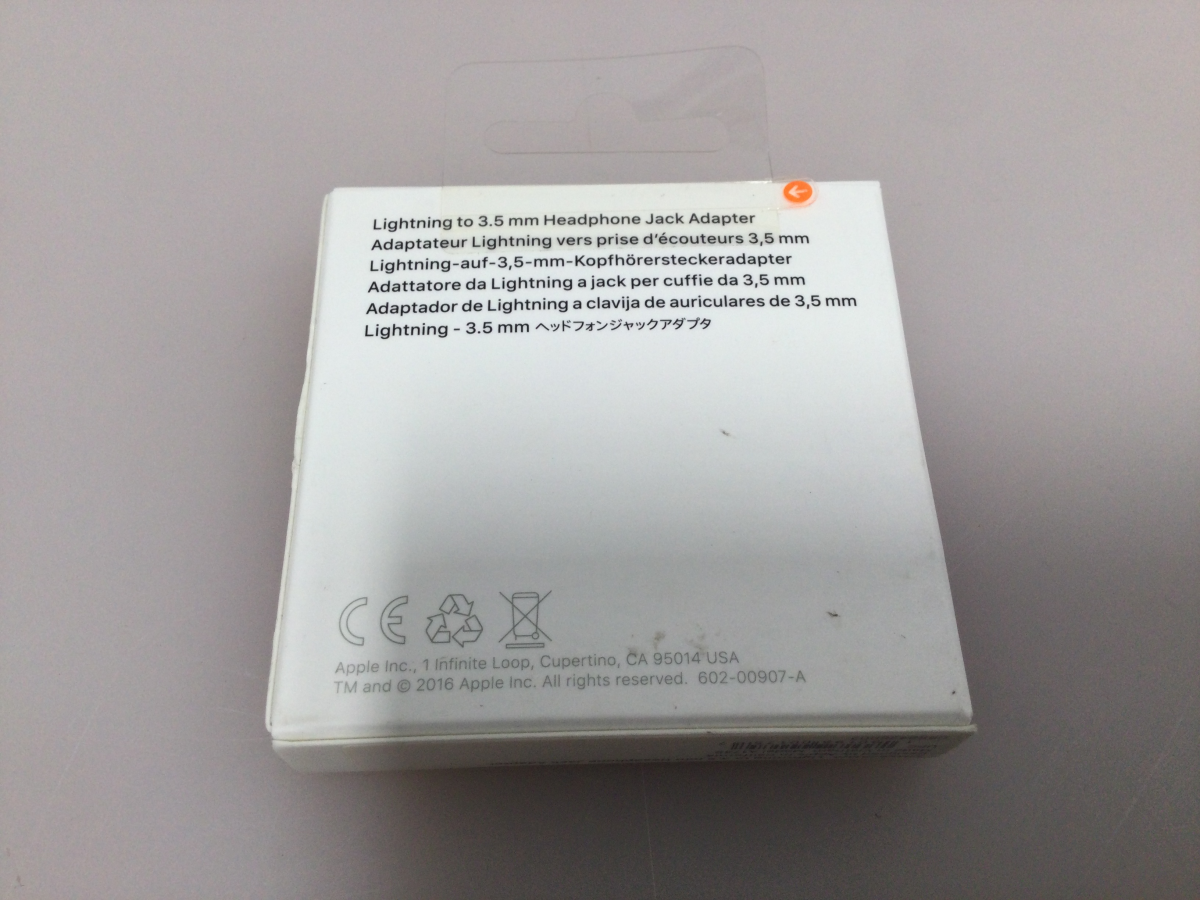 Lightning to 3.5 mm Headphone Jack Adapter
Adaptateur Lightning vers prise d'écouteurs 3,5 mm
Lightning-auf-3,5-mm-Kopfhörersteckeradapter
Adattatore da Lightning a jack per cuffie da 3,5 mm
Adaptador de Lightning a clavija de auriculares de 3,5 mm
Lightning - 3.5 mm ヘッドフォンジャックアダプタ
CE
Apple Inc., 1 Infinite Loop, Cupertino, CA 95014 USA
TM and © 2016 Apple Inc. All rights reserved. 602-00907-A